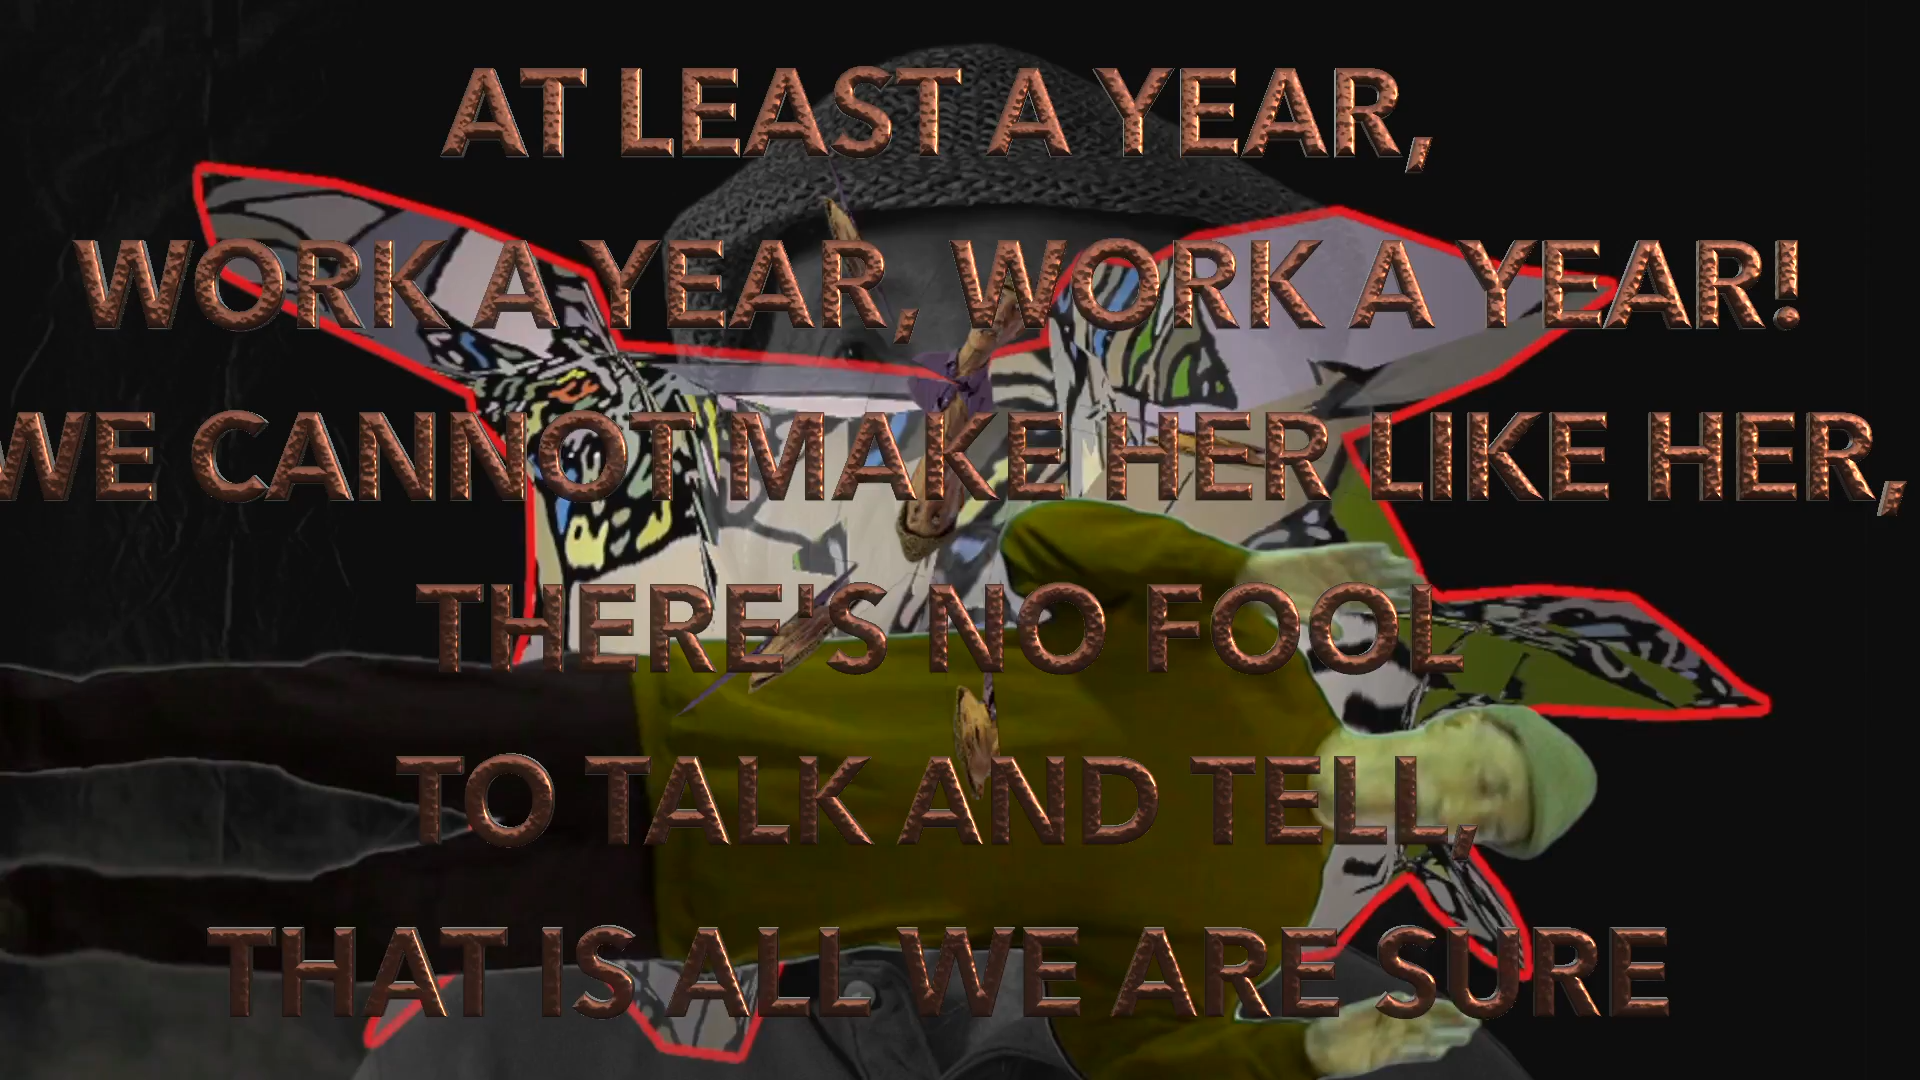 AT LEAST A YEAR,
WORK A YEAR, WORK A YEAR!
WE CANNOT MAKE HER LIKE HER,
THERE'S NO FOOL
TO TALK AND TELL,
THAT IS ALL WE ARE SURE